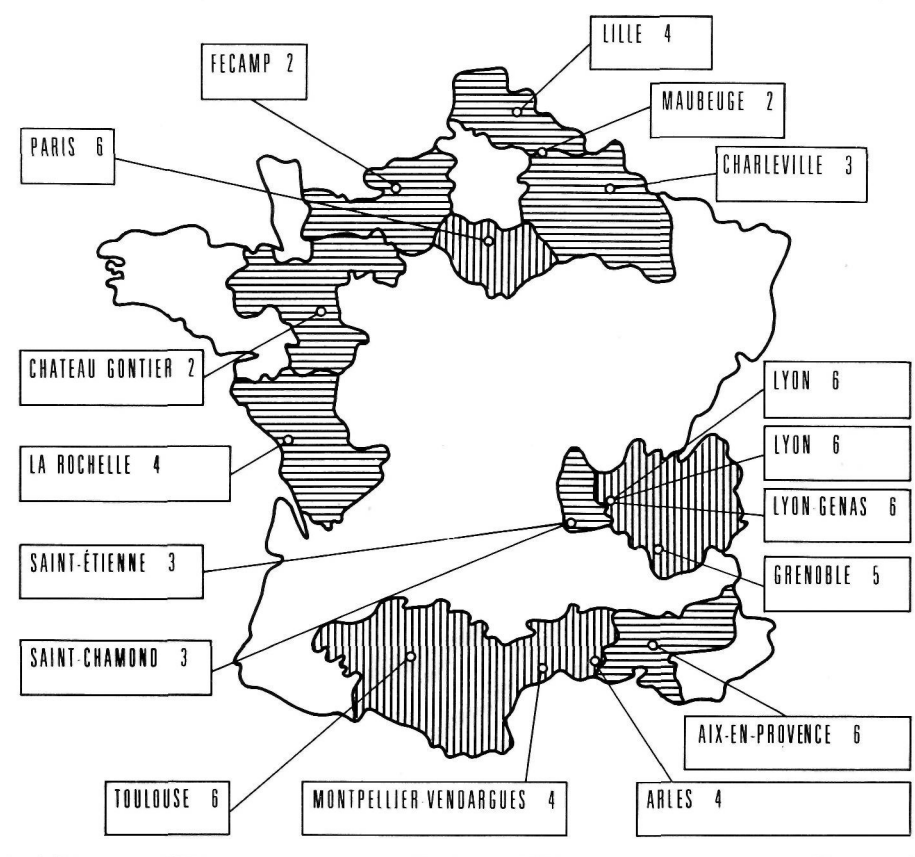 LILLE 4
FECAMP 2
MAUBEUGE 2
PARIS 6
CHARLEVILLE 3
CHATEAU GONTIER 2
LYON 6
LA ROCHELLE 4
LYON 6
LYON-GENAS 6
SAINT-ÉTIENNE 3
GRENOBLE 5
SAINT-CHAMOND 3
AIX-EN-PROVENCE 6
TOULOUSE 6
MONTPELLIER-VENDARGUES 4
ARLES 4